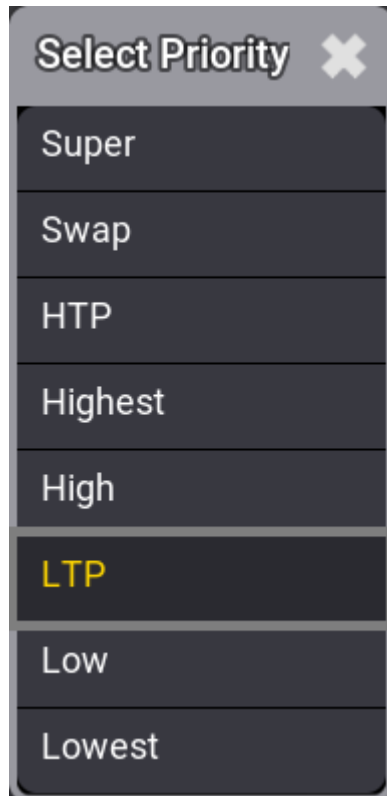 Select Priority
Super
Swap
HTP
Highest
High
LTP
Low
Lowest